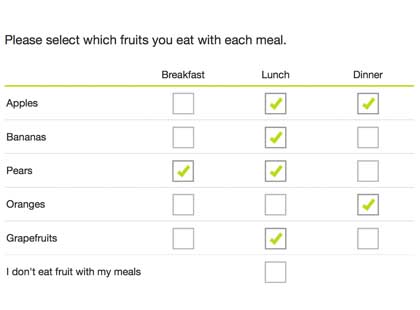 Please select which fruits you eat with each meal.
Breakfast Lunch Dinner
Apples
Bananas
Pears
Oranges
Grapefruits
I don't eat fruit with my meals